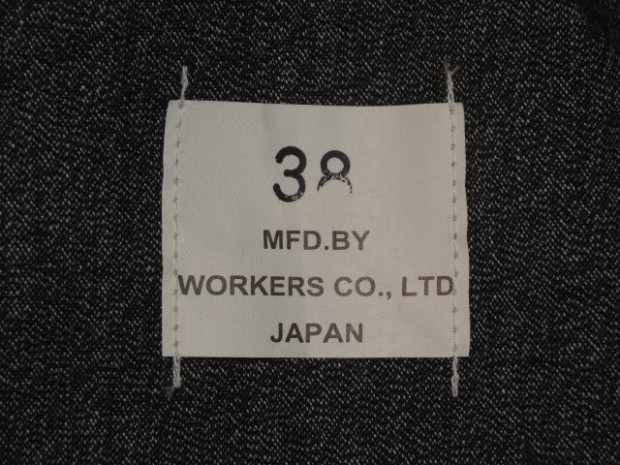 38
MFD.BY
WORKERS CO., LTD
JAPAN